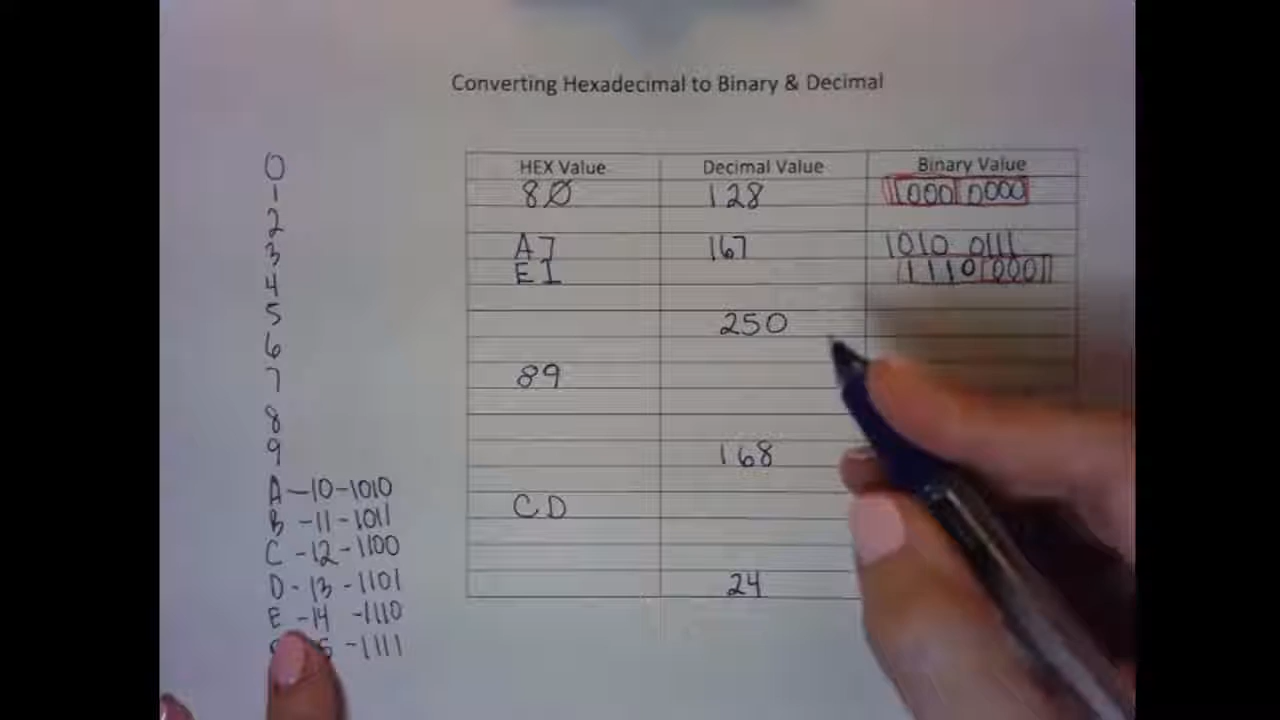 Converting Hexadecimal to Binary & Decimal
HEX Value Decimal Value Binary Value
80 128 1000 0000
A7 167 1010 0111
E1 1110 0001
250
89
168
CD
24
0
1
2
3
4
5
6
7
8
9
A - 10 - 1010
B - 11 - 1011
C - 12 - 1100
D - 13 - 1101
E - 14 - 1110
- 1111